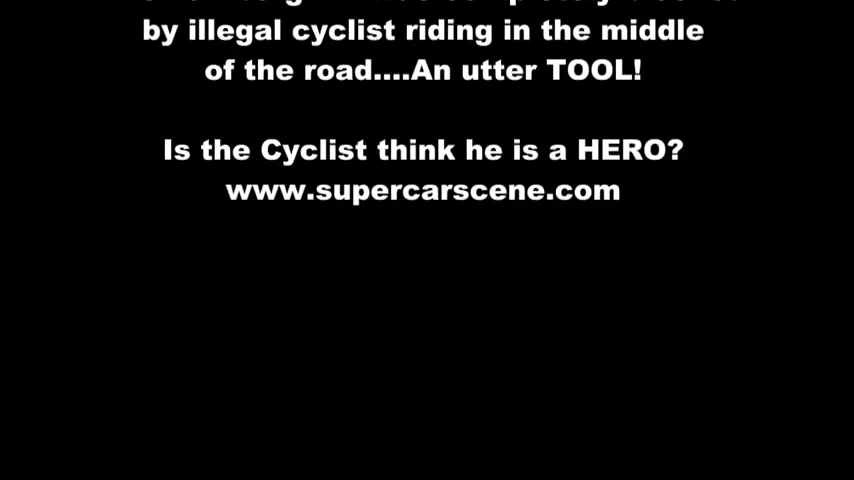 by illegal cyclist riding in the middle
of the road....An utter TOOL!
Is the Cyclist think he is a HERO?
www.supercarscene.com